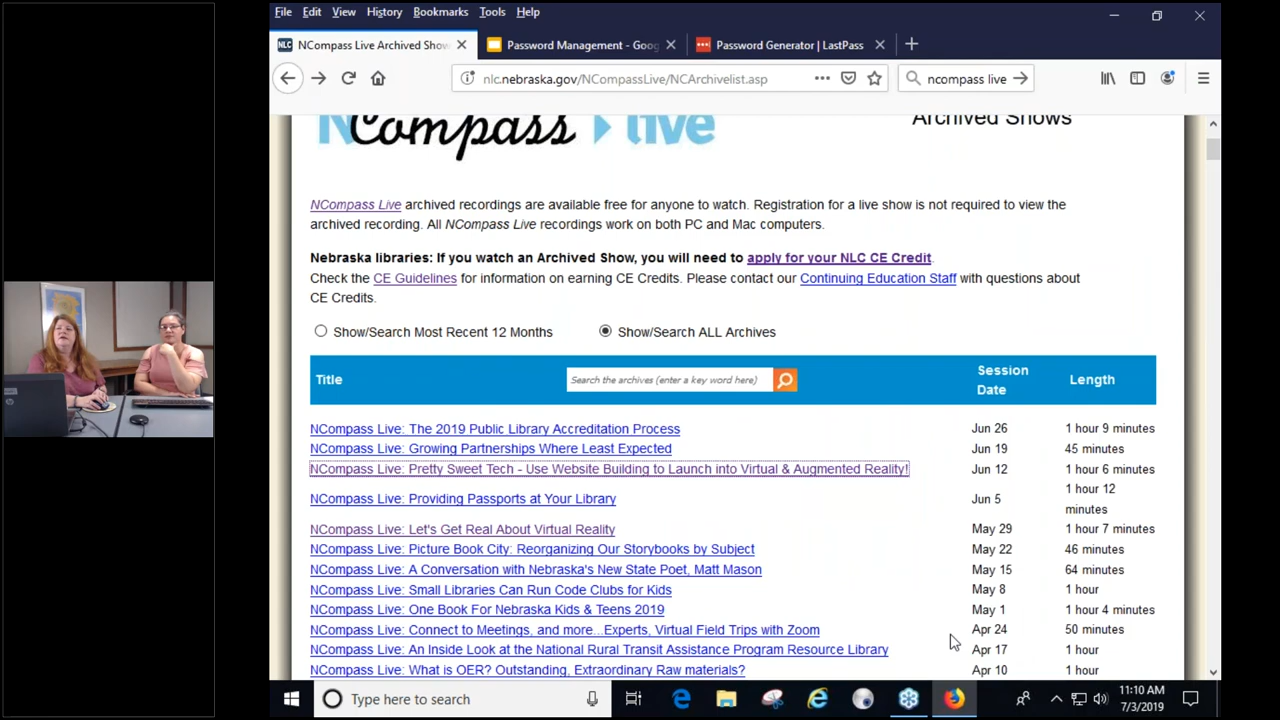 File Edit View History Bookmarks Tools Help
NCompass Live Archived Show
Password Management - Goog
Password Generator | LastPass
nlc.nebraska.gov/NCompassLive/NCArchivelist.asp
ncompass live
NCompass live
Archived Shows
NCompass Live archived recordings are available free for anyone to watch. Registration for a live show is not required to view the
archived recording. All NCompass Live recordings work on both PC and Mac computers.
Nebraska libraries: If you watch an Archived Show, you will need to apply for your NLC CE Credit.
Check the CE Guidelines for information on earning CE Credits. Please contact our Continuing Education Staff with questions about
CE Credits.
Show/Search Most Recent 12 Months Show/Search ALL Archives
Title Search the archives (enter a key word here) Session Date Length
NCompass Live: The 2019 Public Library Accreditation Process Jun 26 1 hour 9 minutes
NCompass Live: Growing Partnerships Where Least Expected Jun 19 45 minutes
NCompass Live: Pretty Sweet Tech - Use Website Building to Launch into Virtual & Augmented Reality! Jun 12 1 hour 6 minutes
NCompass Live: Providing Passports at Your Library Jun 5 1 hour 12 minutes
NCompass Live: Let's Get Real About Virtual Reality May 29 1 hour 7 minutes
NCompass Live: Picture Book City: Reorganizing Our Storybooks by Subject May 22 46 minutes
NCompass Live: A Conversation with Nebraska's New State Poet, Matt Mason May 15 64 minutes
NCompass Live: Small Libraries Can Run Code Clubs for Kids May 8 1 hour
NCompass Live: One Book For Nebraska Kids & Teens 2019 May 1 1 hour 4 minutes
NCompass Live: Connect to Meetings, and more...Experts, Virtual Field Trips with Zoom Apr 24 50 minutes
NCompass Live: An Inside Look at the National Rural Transit Assistance Program Resource Library Apr 17 1 hour
NCompass Live: What is OER? Outstanding, Extraordinary Raw materials? Apr 10 1 hour
Type here to search
11:10 AM
7/3/2019